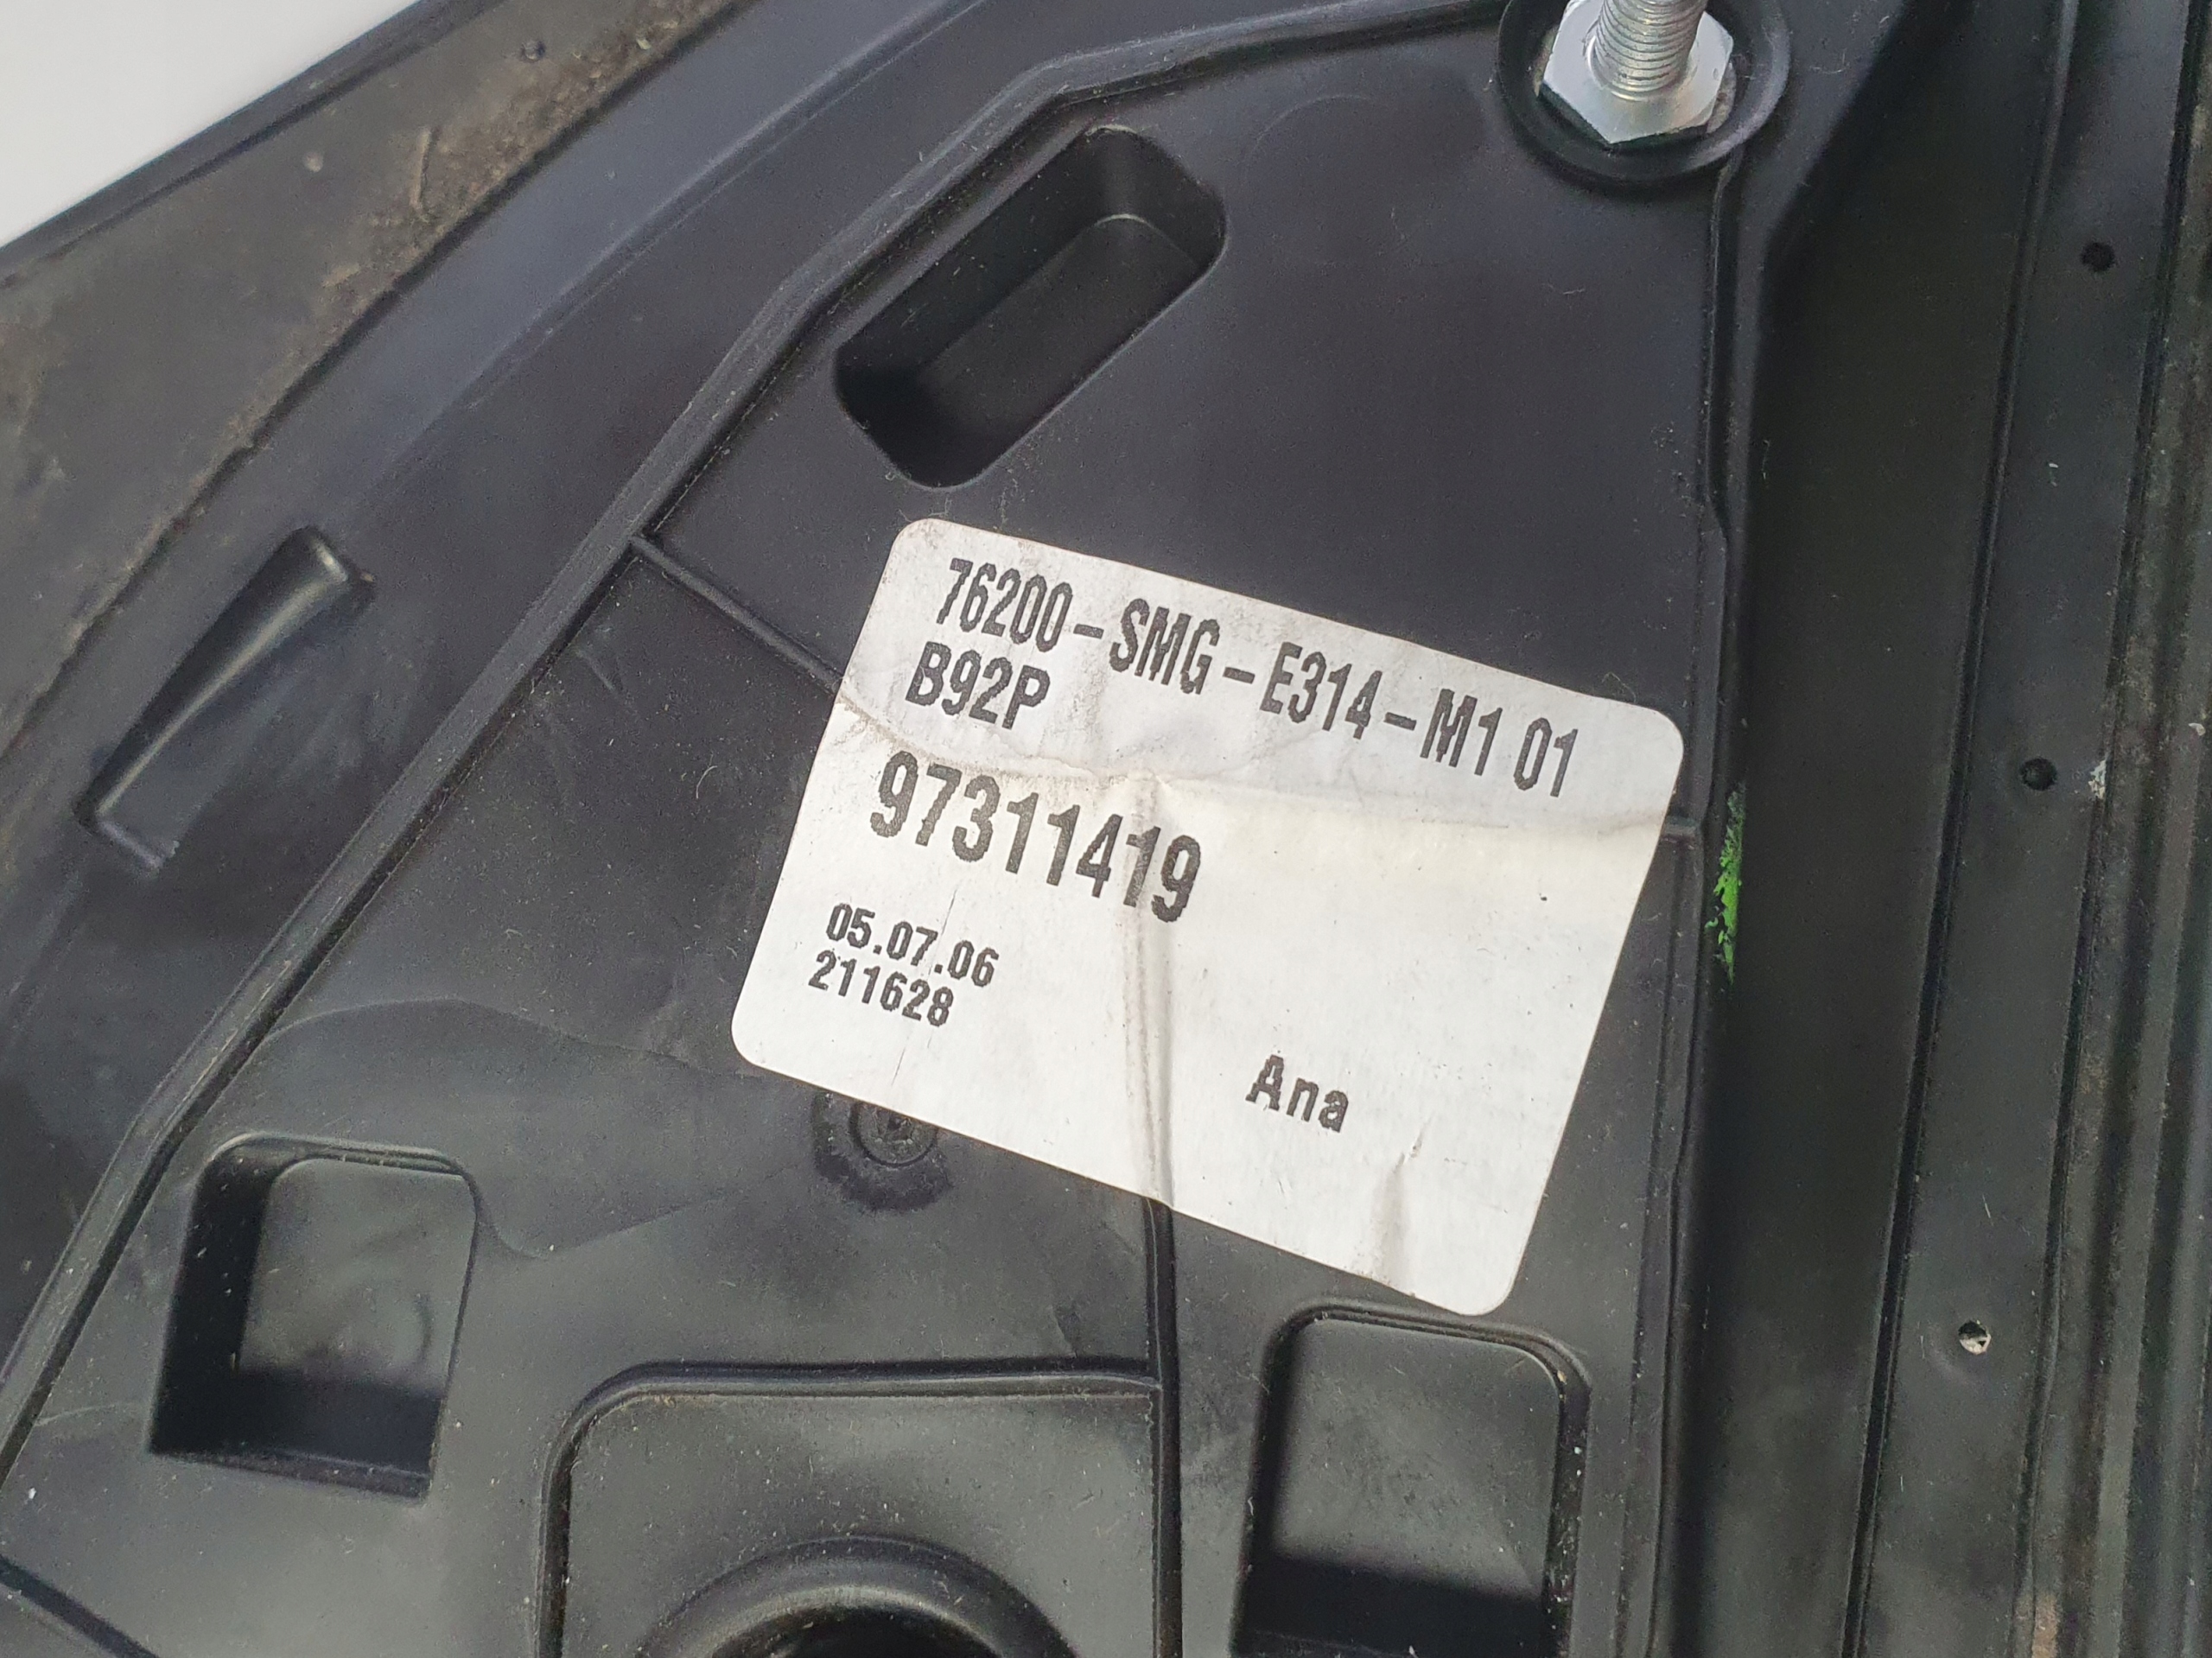 76200-SMG-E314-M1 01
B92P
97311419
05.07.06
211628
Ana